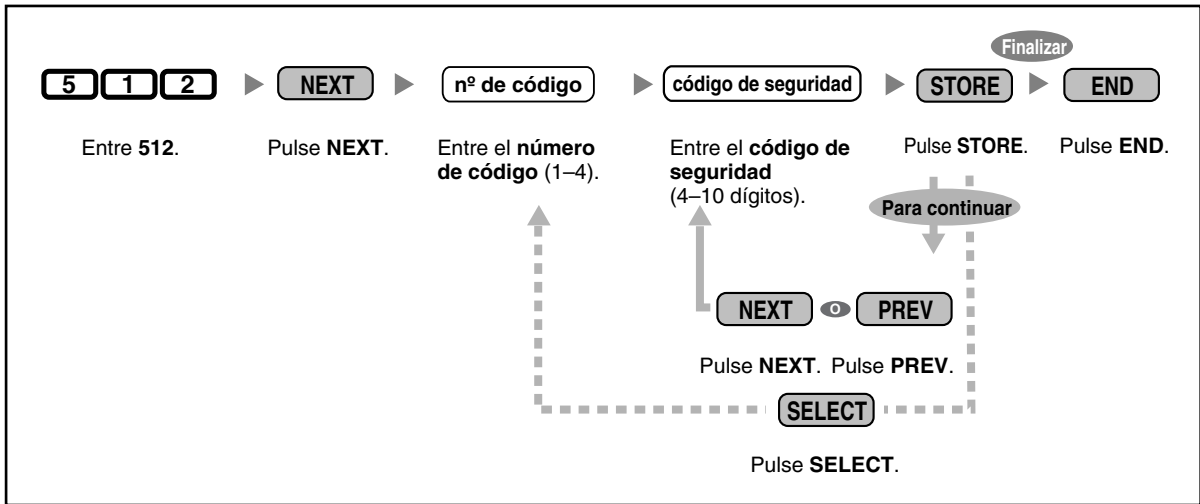 Finalizar
5 1 2 NEXT nº de código código de seguridad STORE END
Entre 512. Pulse NEXT. Entre el número Entre el código de Pulse STORE. Pulse END.
de código (1–4). seguridad
(4–10 dígitos).
Para continuar
NEXT o PREV
Pulse NEXT. Pulse PREV.
SELECT
Pulse SELECT.